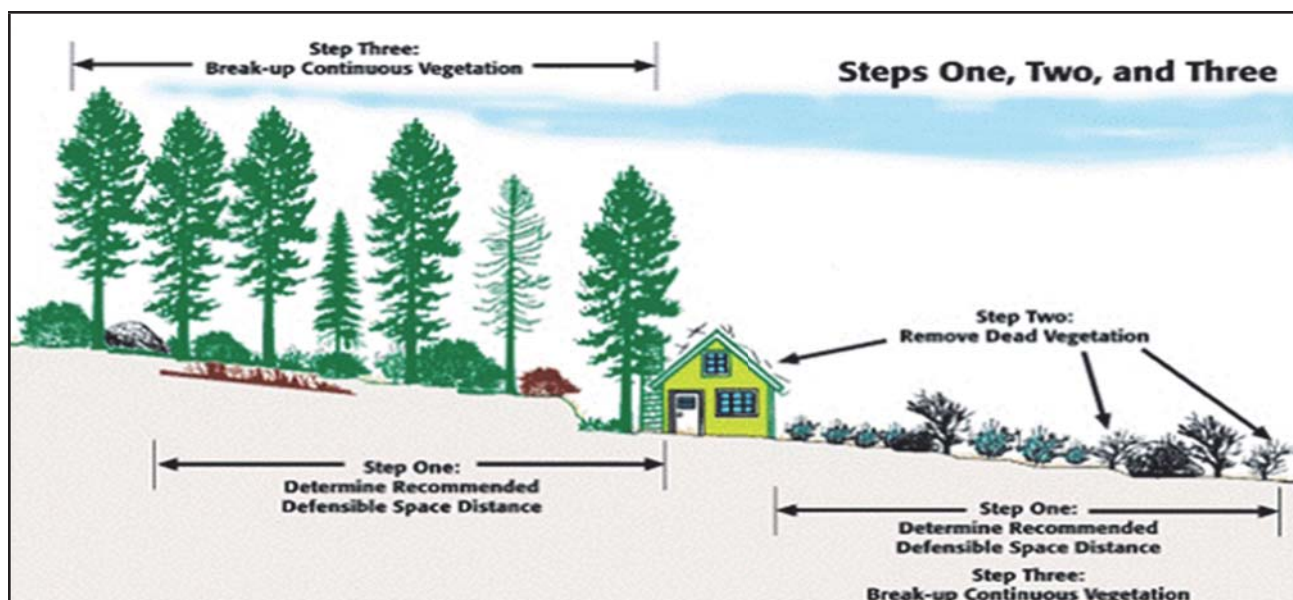 Step Three:
Break-up Continuous Vegetation
Steps One, Two, and Three
Step Two:
Remove Dead Vegetation
Step One:
Determine Recommended
Defensible Space Distance
Step One:
Determine Recommended
Defensible Space Distance
Step Three:
Break-up Continuous Vegetation